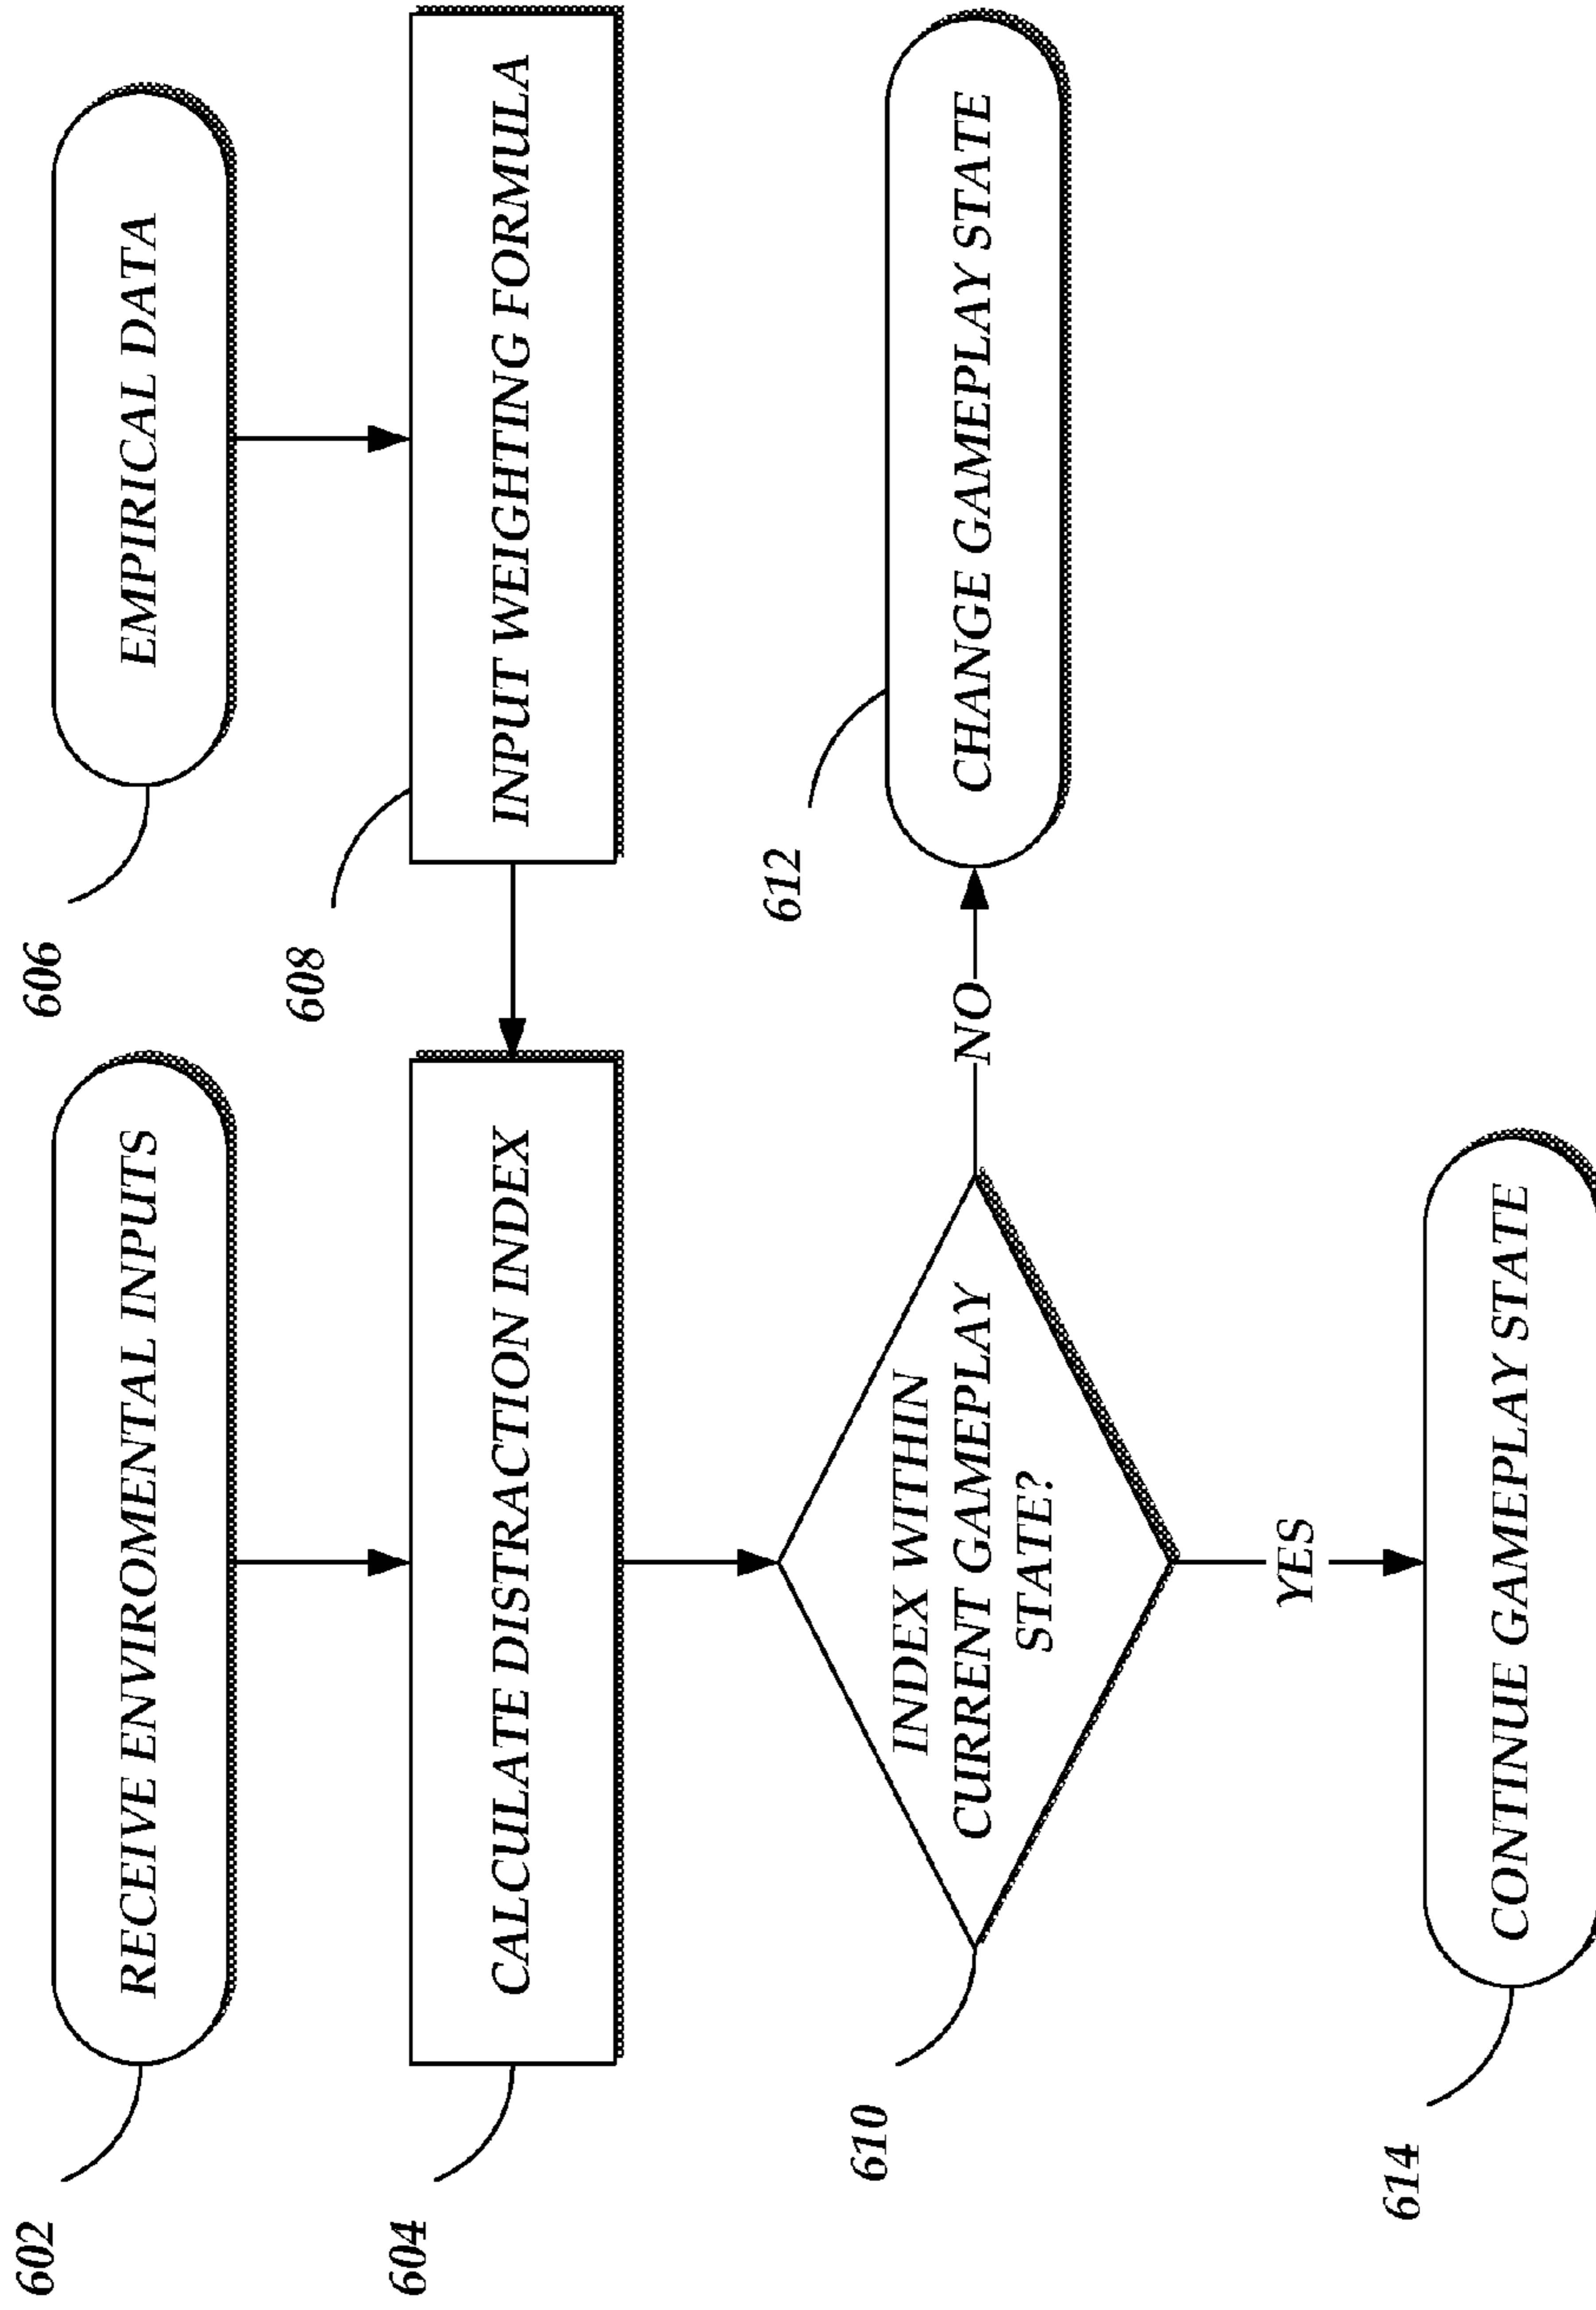 602
RECEIVE ENVIROMENTAL INPUTS
606
EMPIRICAL DATA
604
CALCULATE DISTRACTION INDEX
608
INPUT WEIGHTING FORMULA
610
INDEX WITHIN
CURRENT GAMEPLAY
STATE?
NO
612
CHANGE GAMEPLAY STATE
YES
614
CONTINUE GAMEPLAY STATE